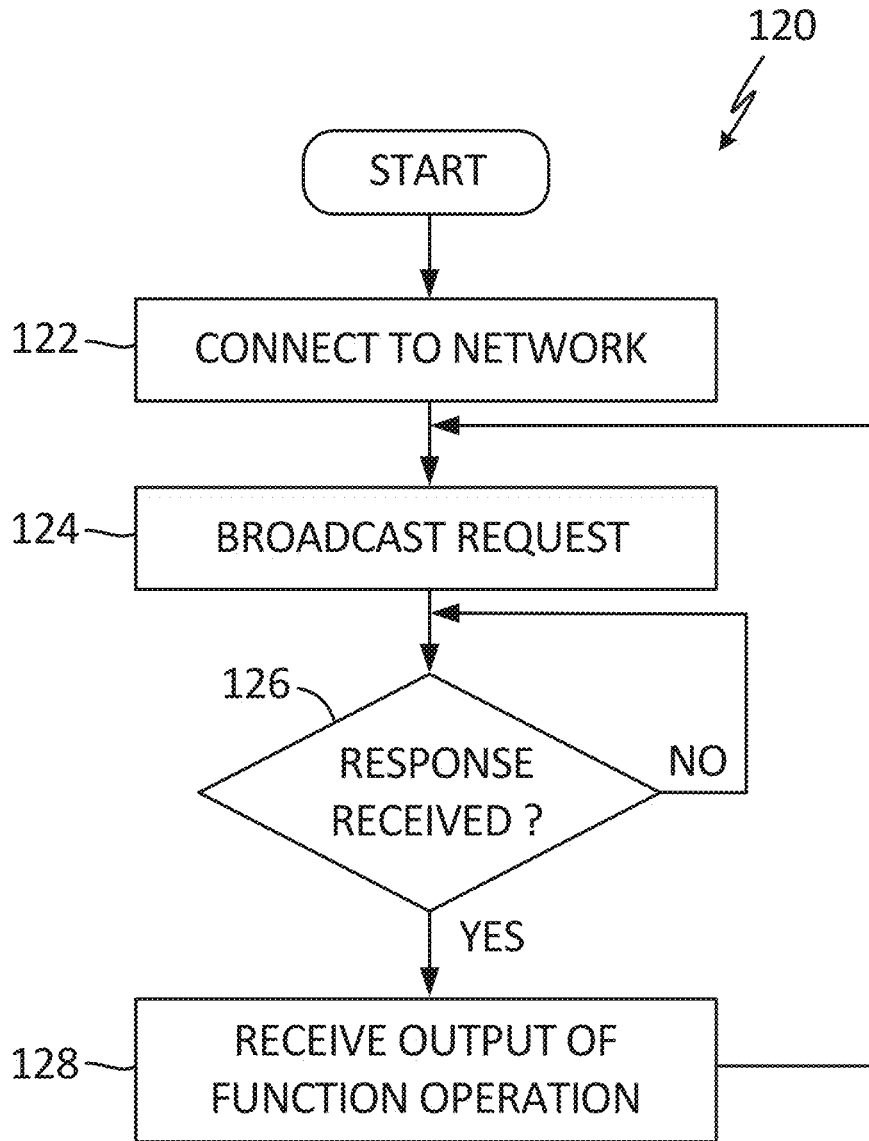 120
START
122
CONNECT TO NETWORK
124
BROADCAST REQUEST
126
RESPONSE
RECEIVED ?
NO
YES
128
RECEIVE OUTPUT OF
FUNCTION OPERATION